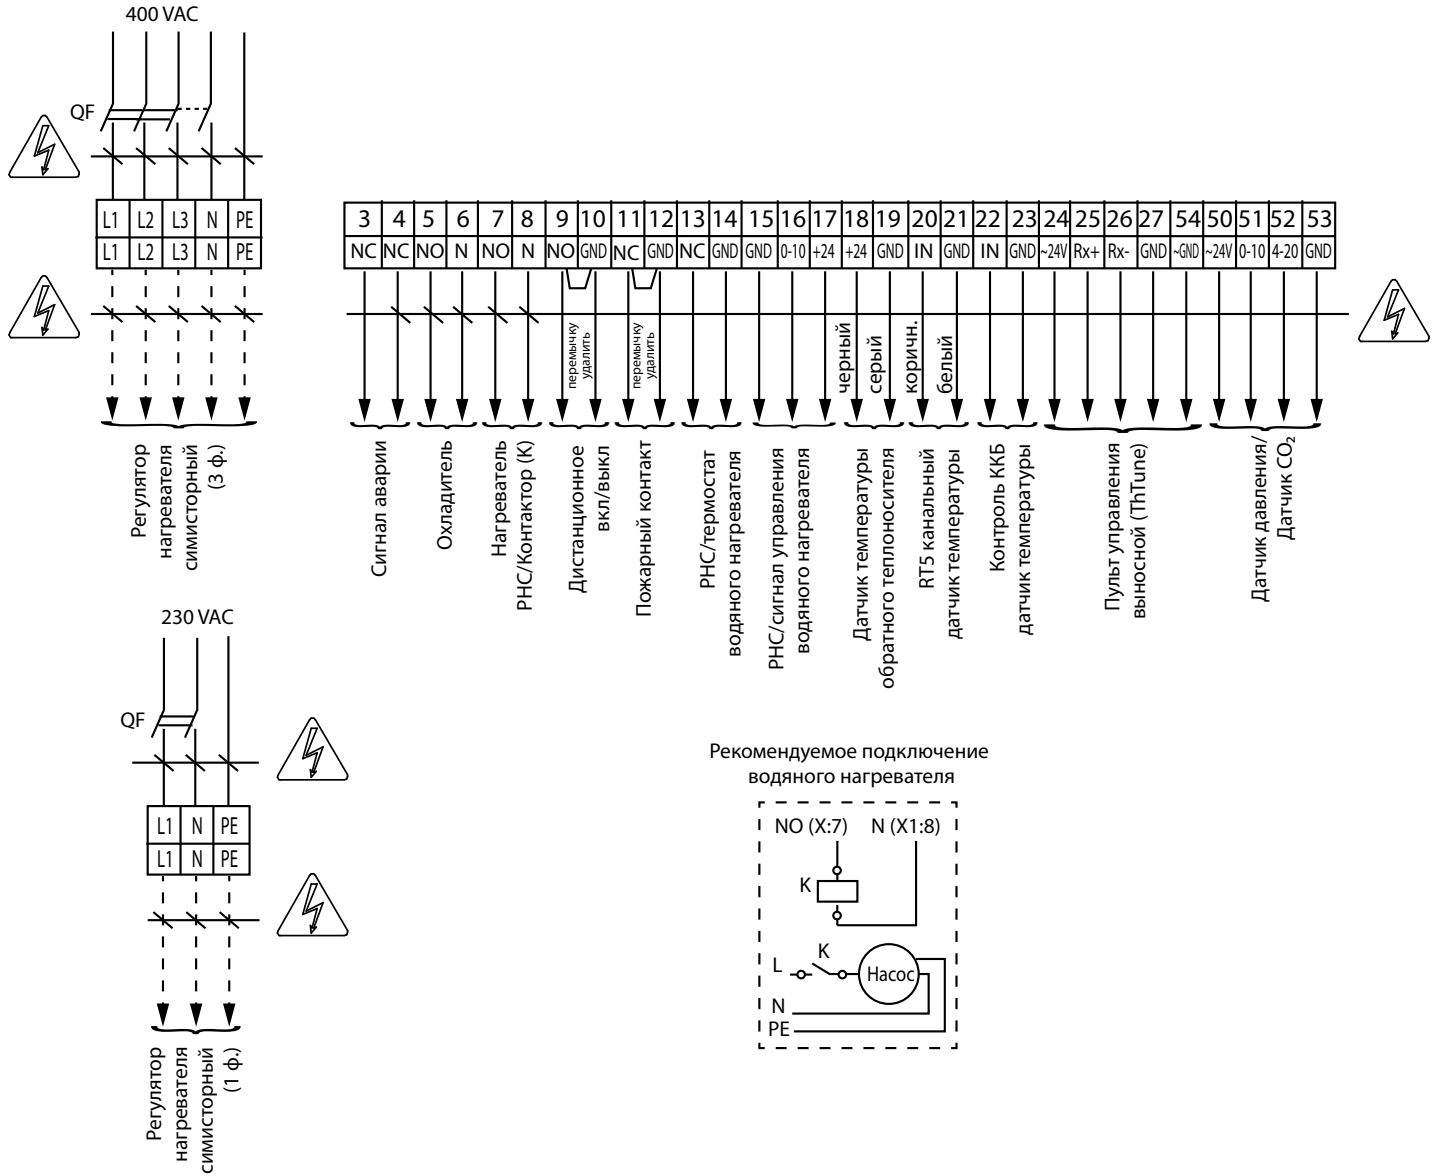 400 VAC
QF
L1 L2 L3 N PE
L1 L2 L3 N PE
Регулятор
нагревателя
симисторный
(3 ф.)
3 4 5 6 7 8 9 10 11 12 13 14 15 16 17 18 19 20 21 22 23 24 25 26 27 54 50 51 52 53
NC NC NO N NO N NO GND NC GND NC GND GND 0-10 +24 +24 GND IN GND IN GND ~24V Rx+ Rx- GND ~GND ~24V 0-10 4-20 GND
перемычку
удалить
перемычку
удалить
черный
серый
коричн.
белый
Сигнал аварии
Охладитель
Нагреватель
PHC/Контактор (К)
Дистанционное
вкл/выкл
Пожарный контакт
PHC/термостат
водяного нагревателя
PHC/сигнал управления
водяного нагревателя
Датчик температуры
обратного теплоносителя
RT5 канальный
датчик температуры
Контроль ККБ
датчик температуры
Пульт управления
выносной (ThTune)
Датчик давления/
Датчик CO₂
230 VAC
QF
L1 N PE
L1 N PE
Регулятор
нагревателя
симисторный
(1 ф.)
Рекомендуемое подключение
водяного нагревателя
NO (X:7) N (X1:8)
K
K
L
Насос
N
PE